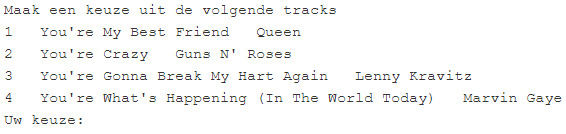 Maak een keuze uit de volgende tracks
1   You're My Best Friend   Queen
2   You're Crazy   Guns N' Roses
3   You're Gonna Break My Hart Again   Lenny Kravitz
4   You're What's Happening (In The World Today)   Marvin Gaye
Uw keuze: